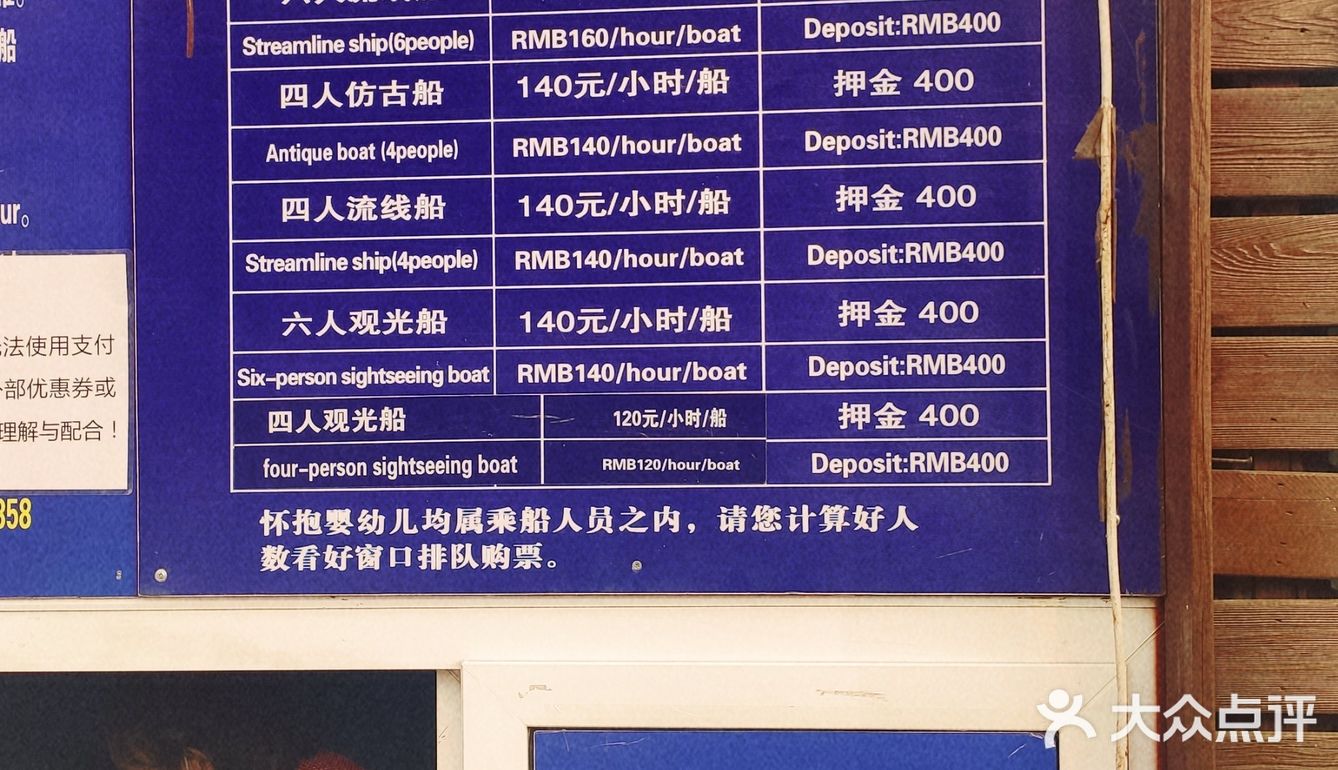 船
ur。
法使用支付
部优惠券或
理解与配合！
858
Streamline ship(6people) RMB160/hour/boat Deposit:RMB400
四人仿古船 140元/小时/船 押金 400
Antique boat (4people) RMB140/hour/boat Deposit:RMB400
四人流线船 140元/小时/船 押金 400
Streamline ship(4people) RMB140/hour/boat Deposit:RMB400
六人观光船 140元/小时/船 押金 400
Six-person sightseeing boat RMB140/hour/boat Deposit:RMB400
四人观光船 120元/小时/船 押金 400
four-person sightseeing boat RMB120/hour/boat Deposit:RMB400
怀抱婴幼儿均属乘船人员之内，请您计算好人
数看好窗口排队购票。
大众点评